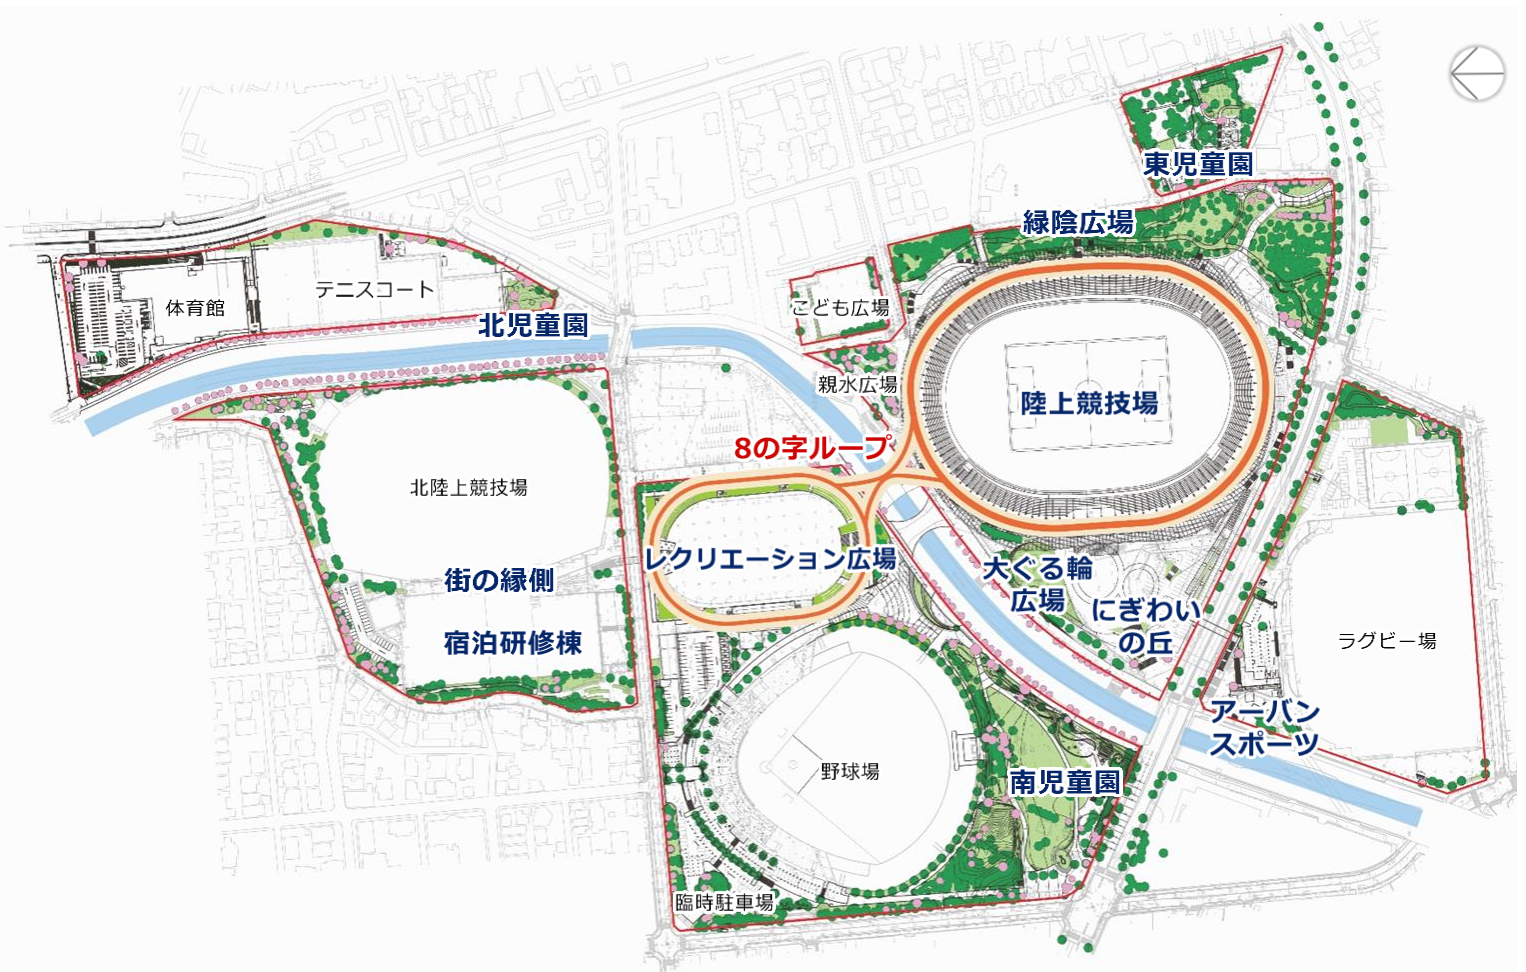 東児童園
緑陰広場
体育館
テニスコート
こども広場
北児童園
親水広場
陸上競技場
8の字ループ
北陸上競技場
レクリエーション広場
街の縁側
大ぐる輪
広場
にぎわい
の丘
宿泊研修棟
ラグビー場
アーバン
スポーツ
野球場
南児童園
臨時駐車場